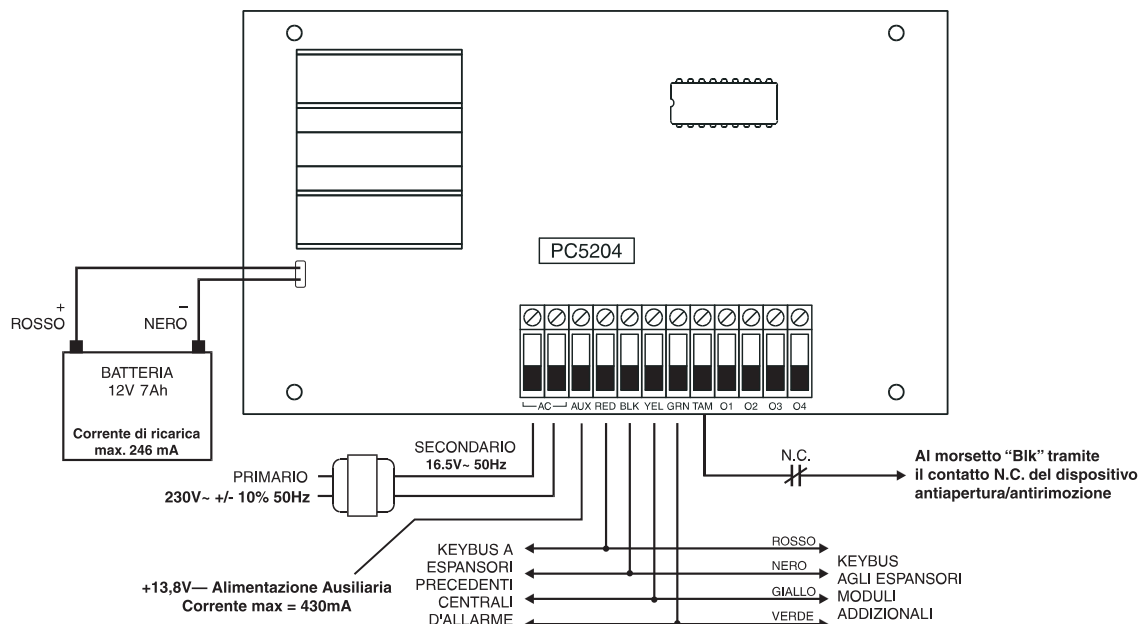 PC5204
+
ROSSO
–
NERO
BATTERIA
12V 7Ah
Corrente di ricarica
max. 246 mA
AC AUX RED BLK YEL GRN TAM O1 O2 O3 O4
SECONDARIO
16.5V~ 50Hz
PRIMARIO
230V~ +/- 10% 50Hz
N.C.
Al morsetto “Blk” tramite
il contatto N.C. del dispositivo
antiapertura/antirimozione
+13,8V— Alimentazione Ausiliaria
Corrente max = 430mA
KEYBUS A
ESPANSORI
PRECEDENTI
CENTRALI
D'ALLARME
ROSSO
NERO
GIALLO
VERDE
KEYBUS
AGLI ESPANSORI
MODULI
ADDIZIONALI